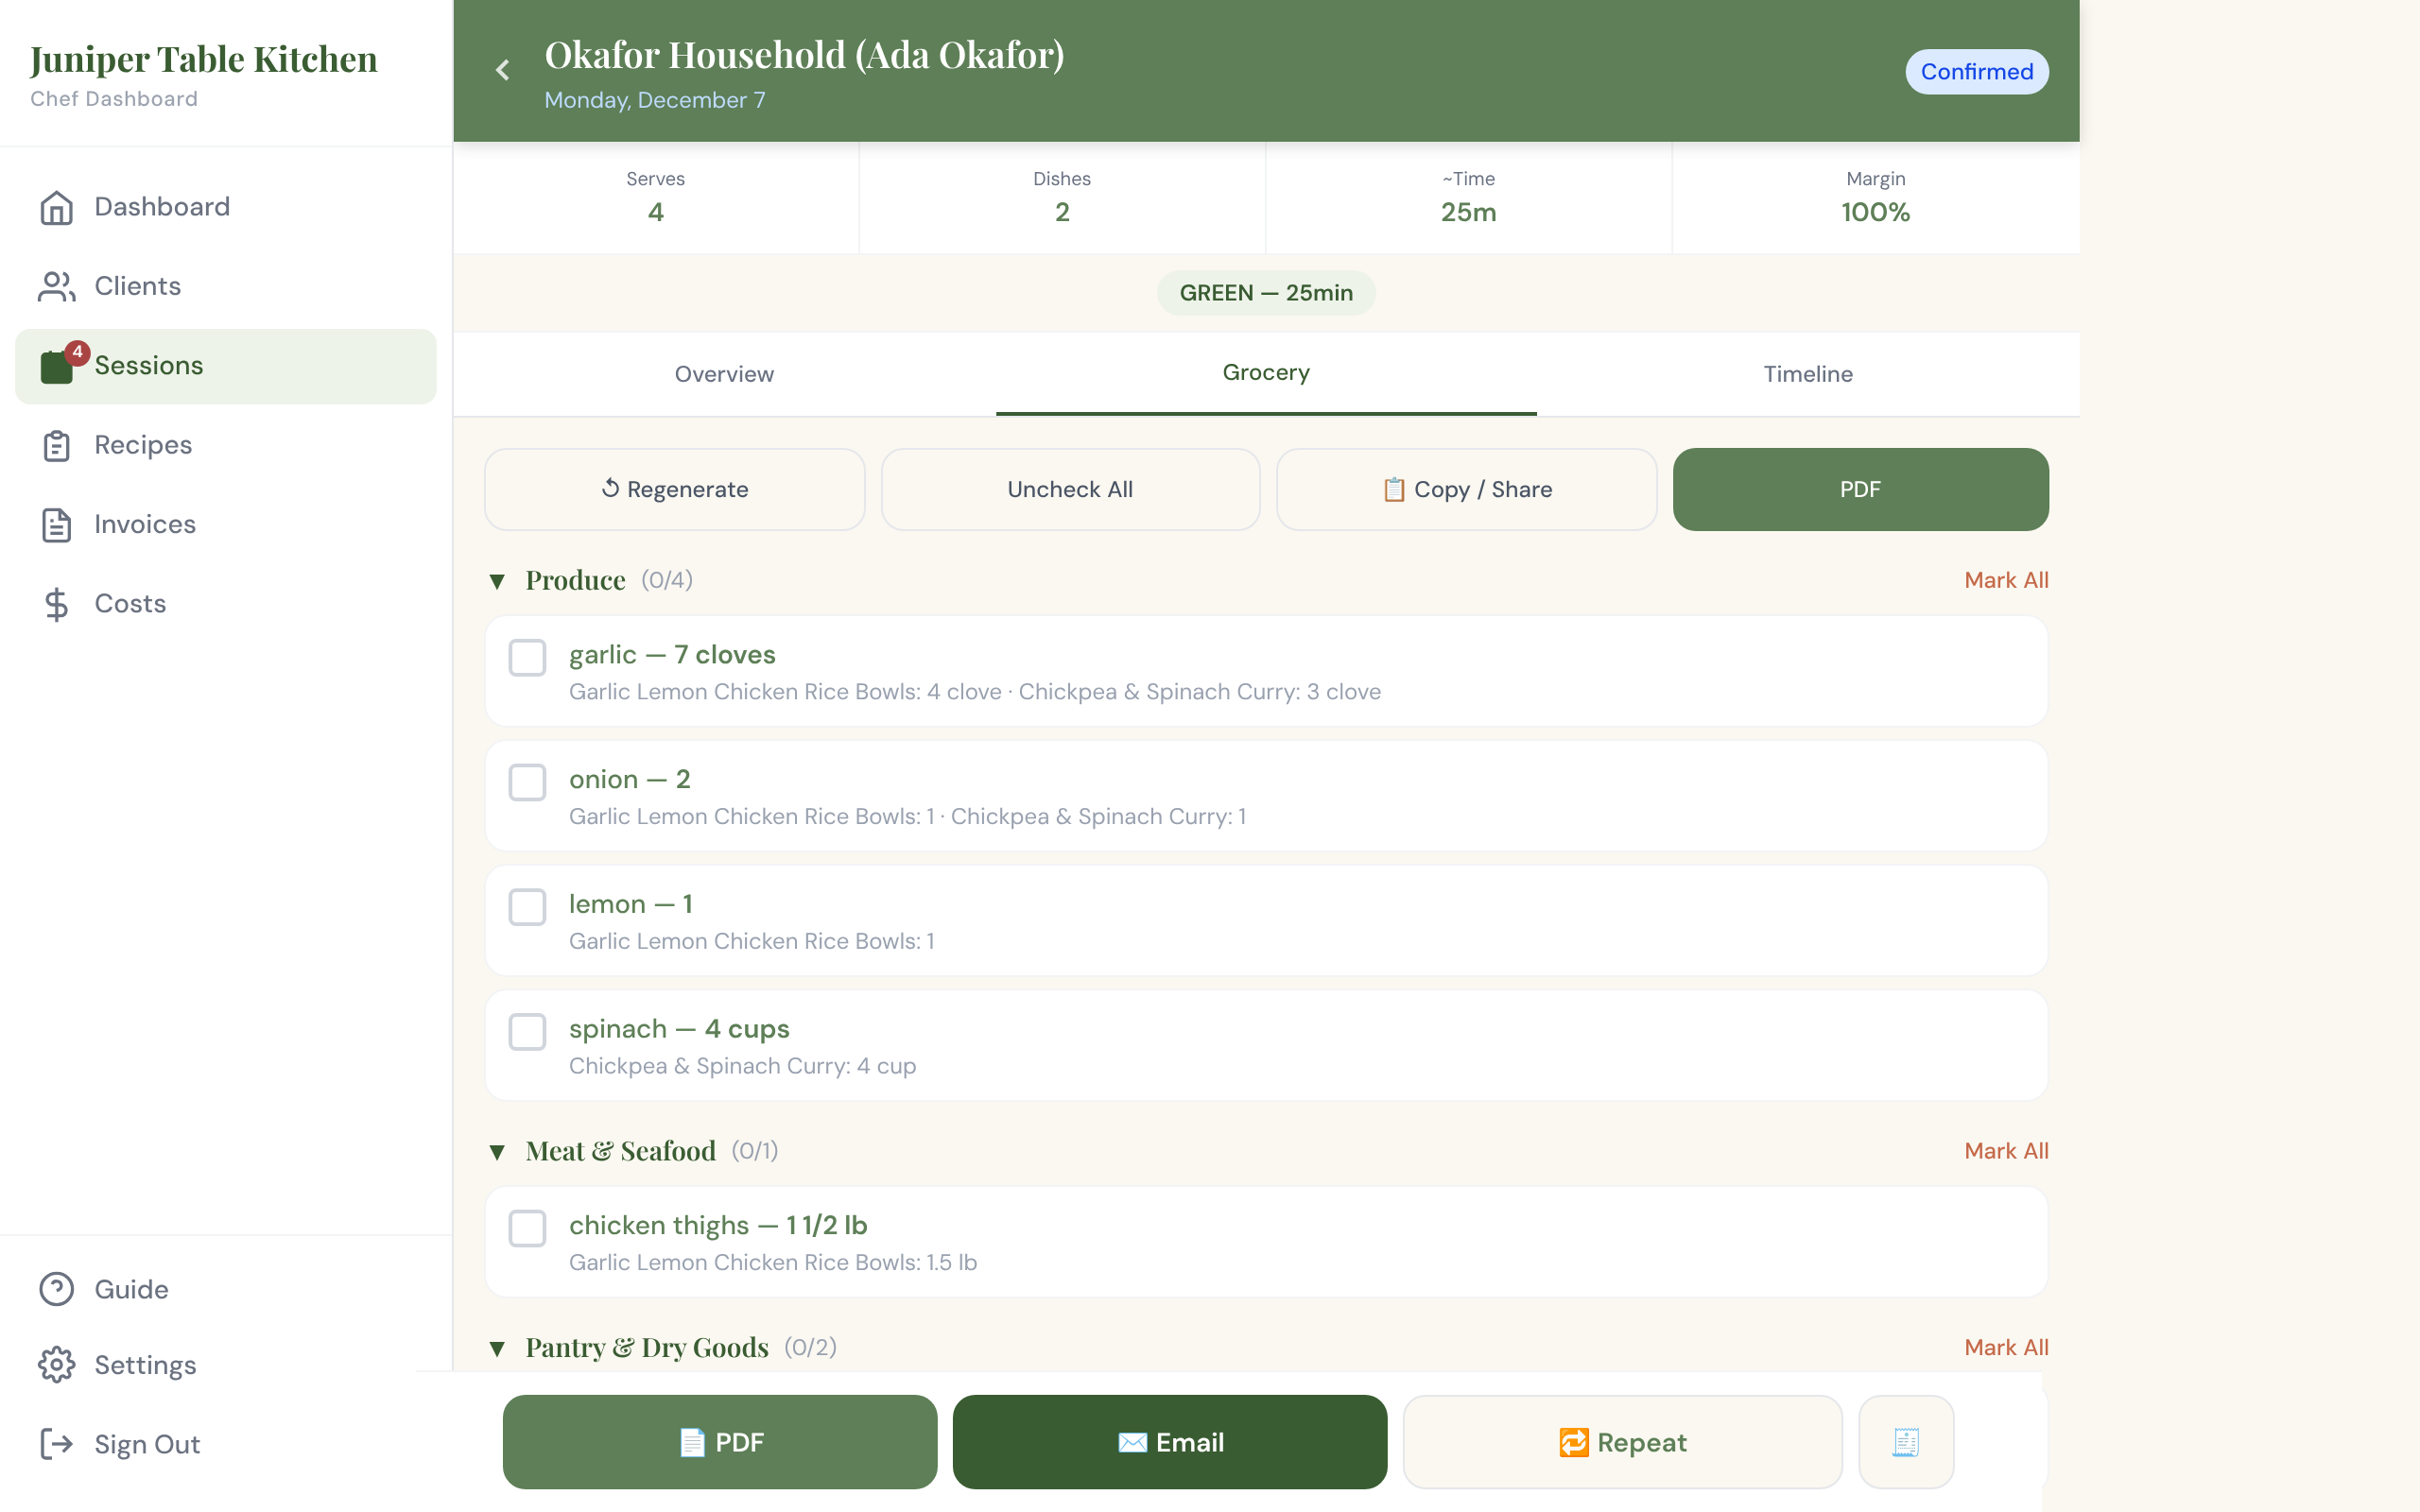 Juniper Table Kitchen
Chef Dashboard
Dashboard
Clients
4
Sessions
Recipes
Invoices
Costs
Guide
Settings
Sign Out
Okafor Household (Ada Okafor)
Monday, December 7
Confirmed
Serves
4
Dishes
2
~Time
25m
Margin
100%
GREEN — 25min
Overview
Grocery
Timeline
↺ Regenerate
Uncheck All
📋 Copy / Share
PDF
▼ Produce (0/4)
Mark All
garlic — 7 cloves
Garlic Lemon Chicken Rice Bowls: 4 clove · Chickpea & Spinach Curry: 3 clove
onion — 2
Garlic Lemon Chicken Rice Bowls: 1 · Chickpea & Spinach Curry: 1
lemon — 1
Garlic Lemon Chicken Rice Bowls: 1
spinach — 4 cups
Chickpea & Spinach Curry: 4 cup
▼ Meat & Seafood (0/1)
Mark All
chicken thighs — 1 1/2 lb
Garlic Lemon Chicken Rice Bowls: 1.5 lb
▼ Pantry & Dry Goods (0/2)
Mark All
📄 PDF
✉️ Email
🔁 Repeat